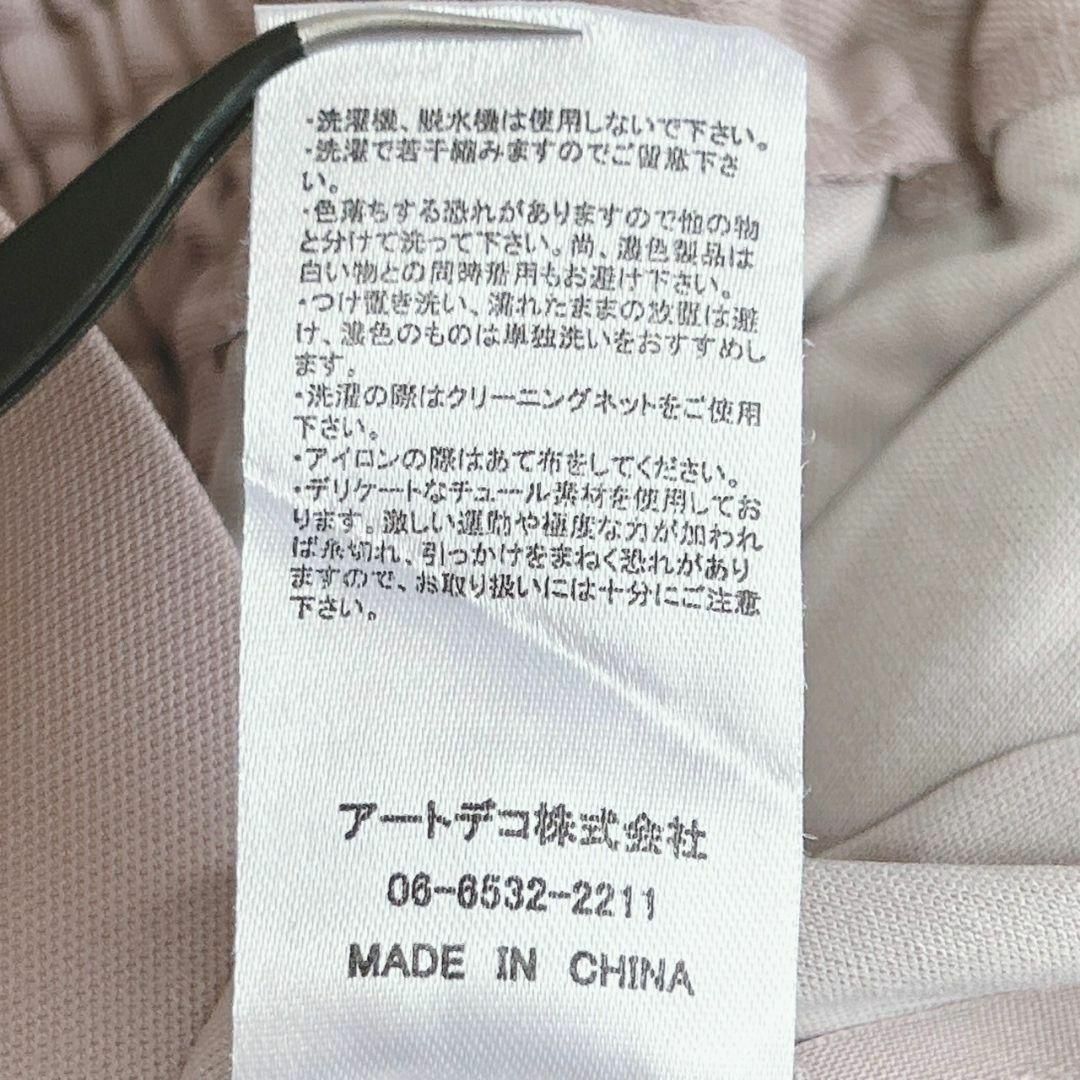 ・洗濯機、脱水機は使用しないで下さい。
・洗濯で若干縮みますのでご留意下さ
い。
・色落ちする恐れがありますので他の物
と分けて洗って下さい。尚、濃色製品は
白い物との同時着用もお避け下さい。
・つけ置き洗い、濡れたままの放置は避
け、濃色のものは単独洗いをおすすめし
ます。
・洗濯の際はクリーニングネットをご使用
下さい。
・アイロンの際はあて布をしてください。
・デリケートなチュール素材を使用してお
ります。激しい運動や極度な力が加われ
ば糸切れ、引っかけをまねく恐れがあり
ますので、お取り扱いには十分にご注意
下さい。
アートデコ株式会社
06-6532-2211
MADE IN CHINA